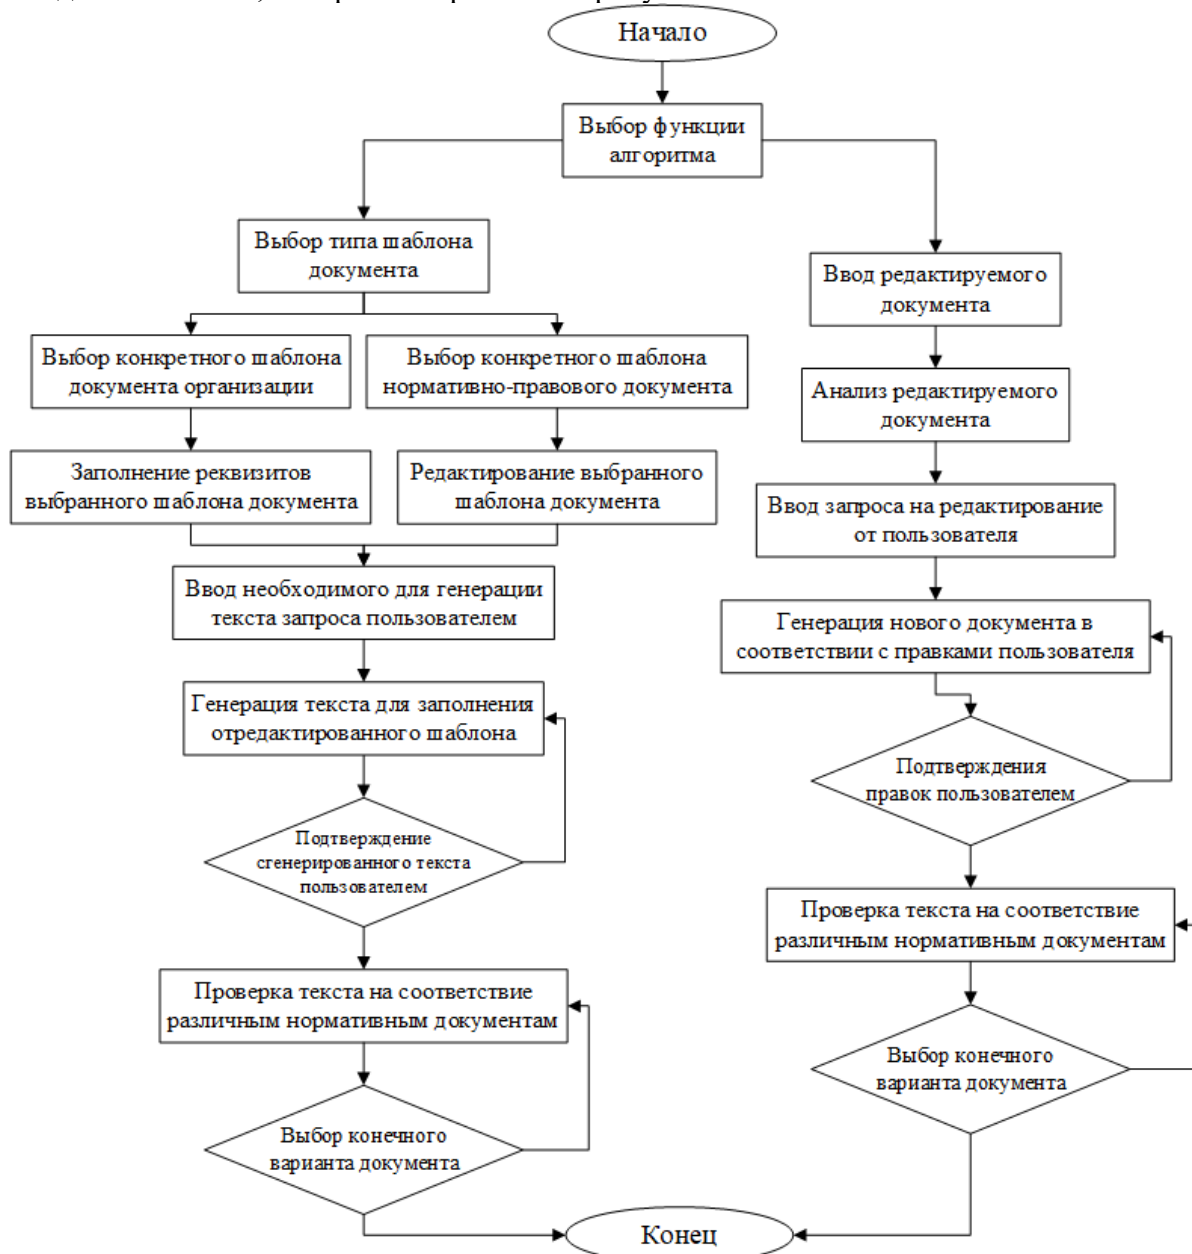 Начало
Выбор функции
алгоритма
Выбор типа шаблона
документа
Выбор конкретного шаблона
документа организации
Выбор конкретного шаблона
нормативно-правового документа
Заполнение реквизитов
выбранного шаблона документа
Редактирование выбранного
шаблона документа
Ввод необходимого для генерации
текста запроса пользователем
Генерация текста для заполнения
отредактированного шаблона
Подтверждение
сгенерированного текста
пользователем
Проверка текста на соответствие
различным нормативным документам
Выбор конечного
варианта документа
Ввод редактируемого
документа
Анализ редактируемого
документа
Ввод запроса на редактирование
от пользователя
Генерация нового документа в
соответствии с правками пользователя
Подтверждения
правок пользователем
Проверка текста на соответствие
различным нормативным документам
Выбор конечного
варианта документа
Конец